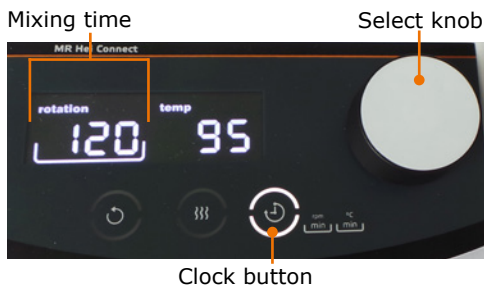 Mixing time
Select knob
MR Hei Connect
rotation temp
120 95
rpm °C
min min
Clock button